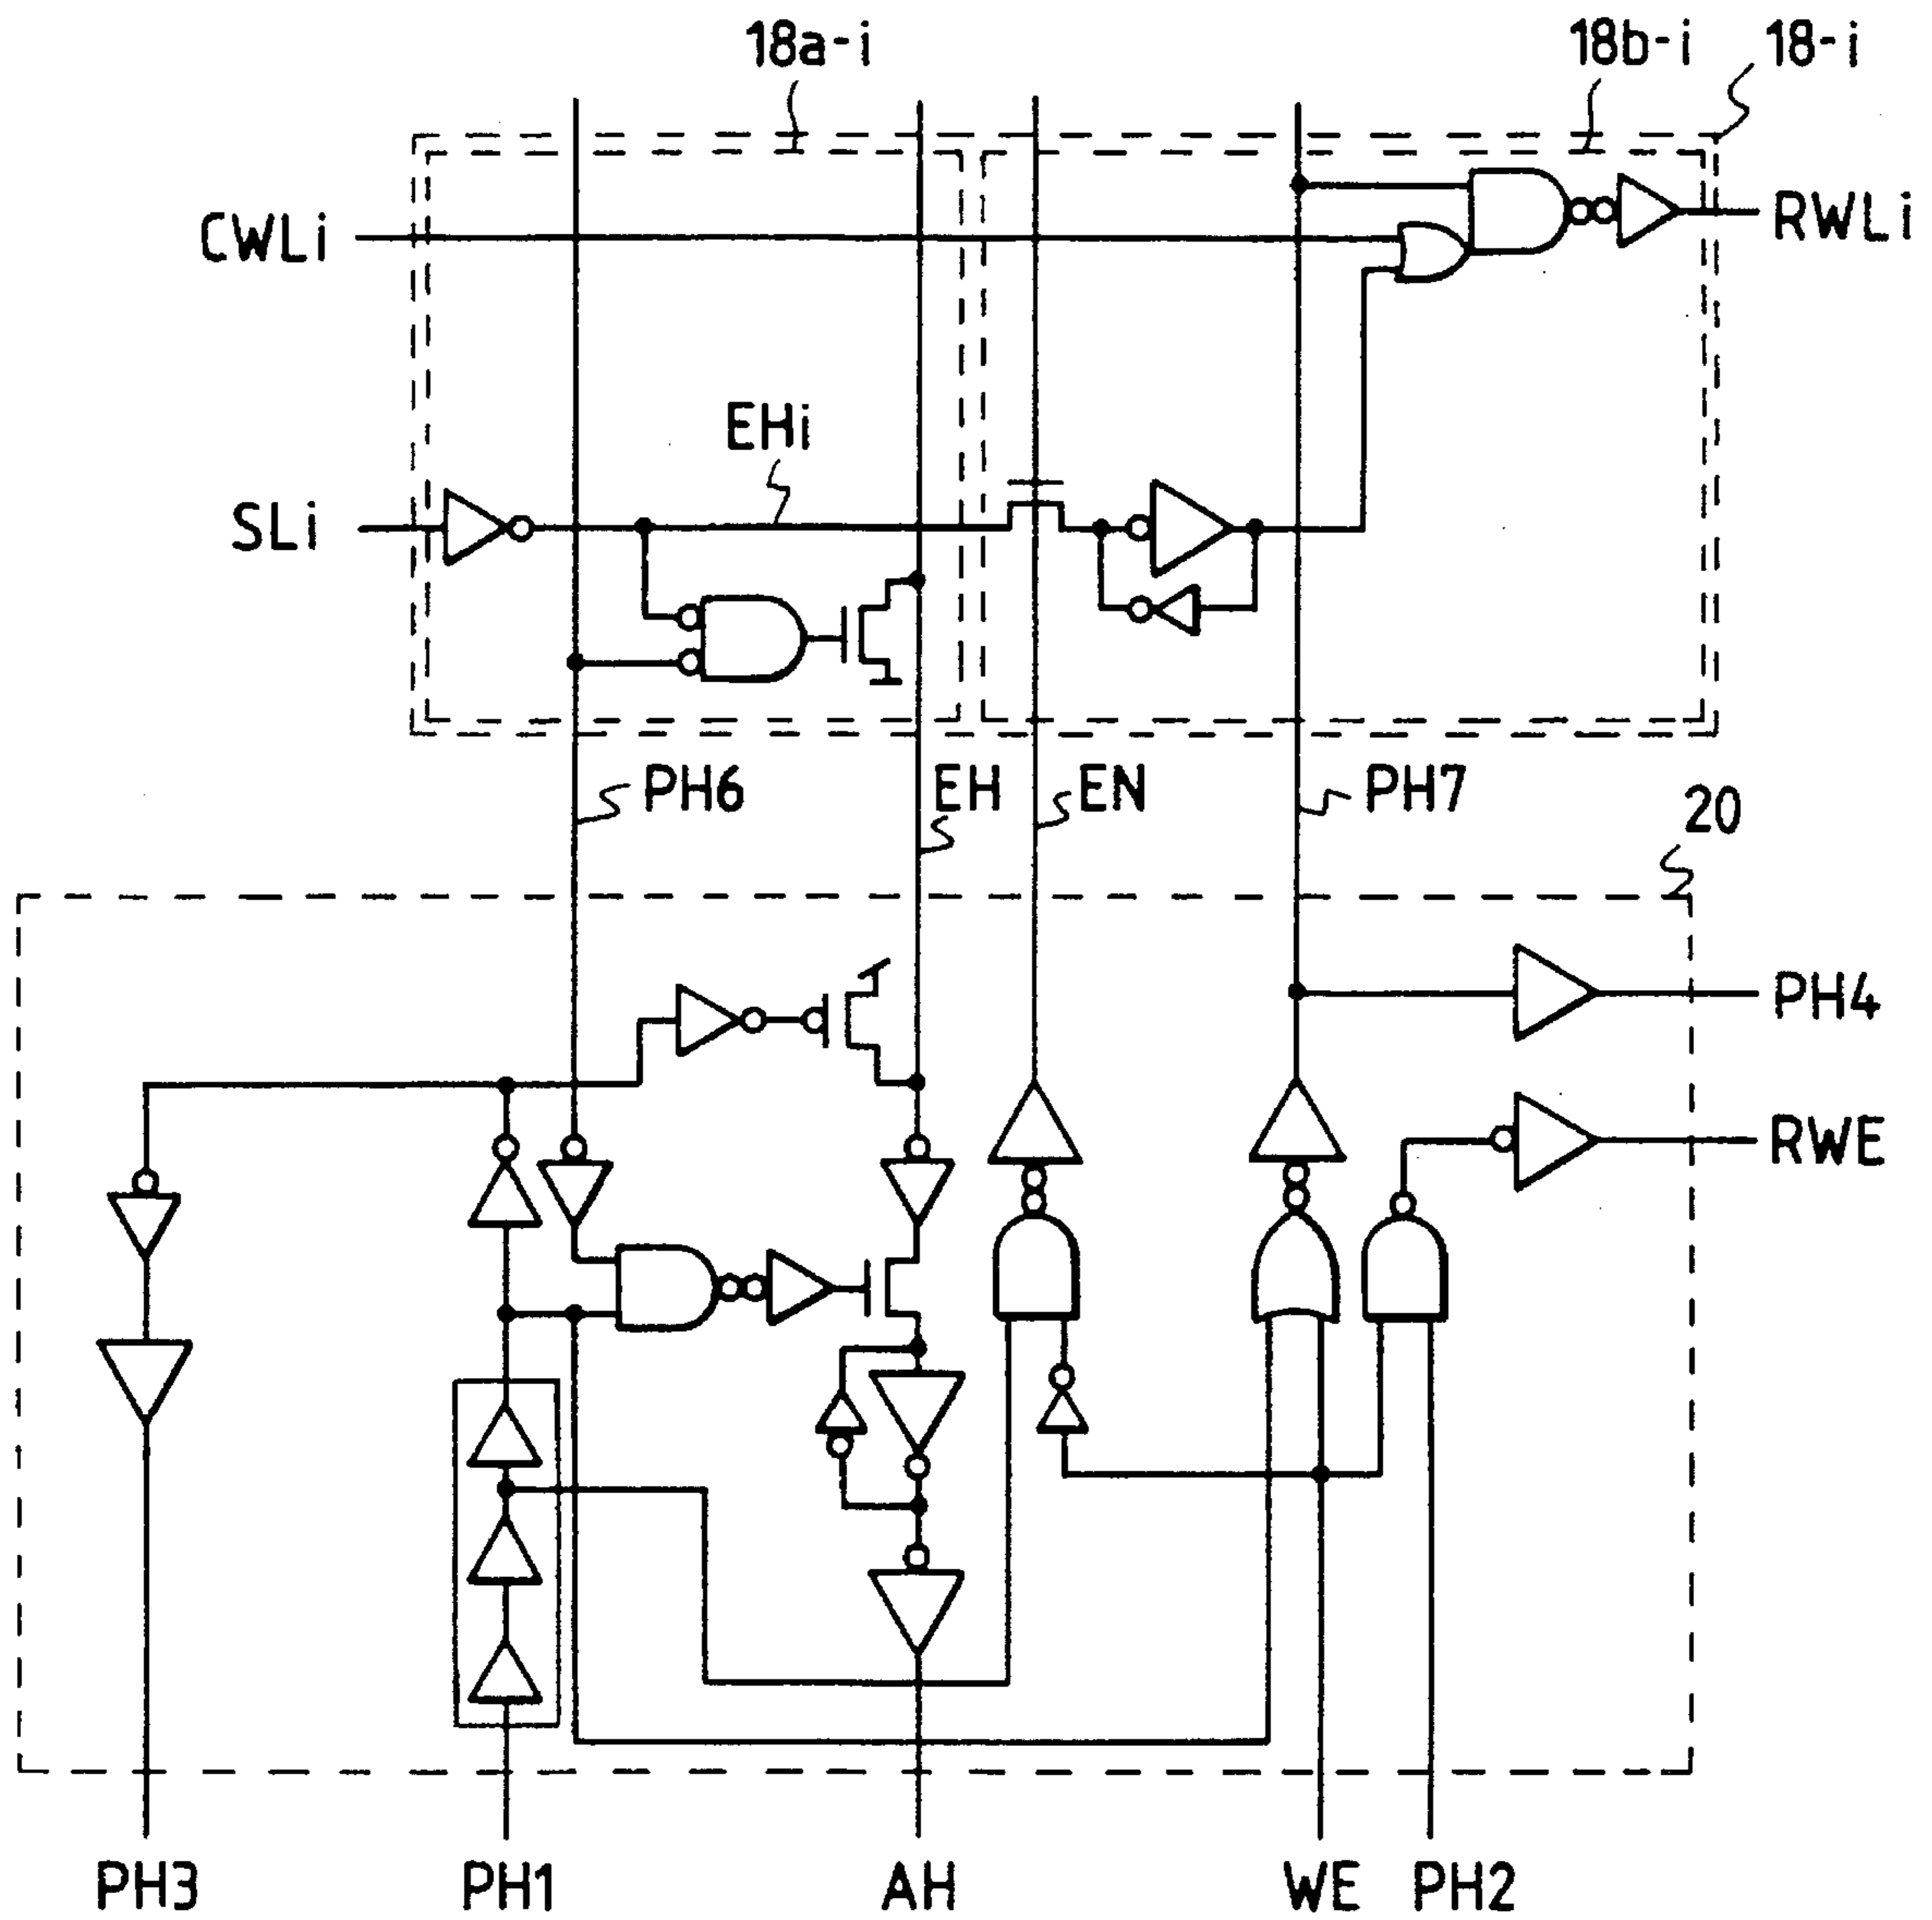 18a-i
18b-i
18-i
CWLi
RWLi
EHi
SLi
PH6
EH
EN
PH7
20
PH4
RWE
PH3
PH1
AH
WE
PH2